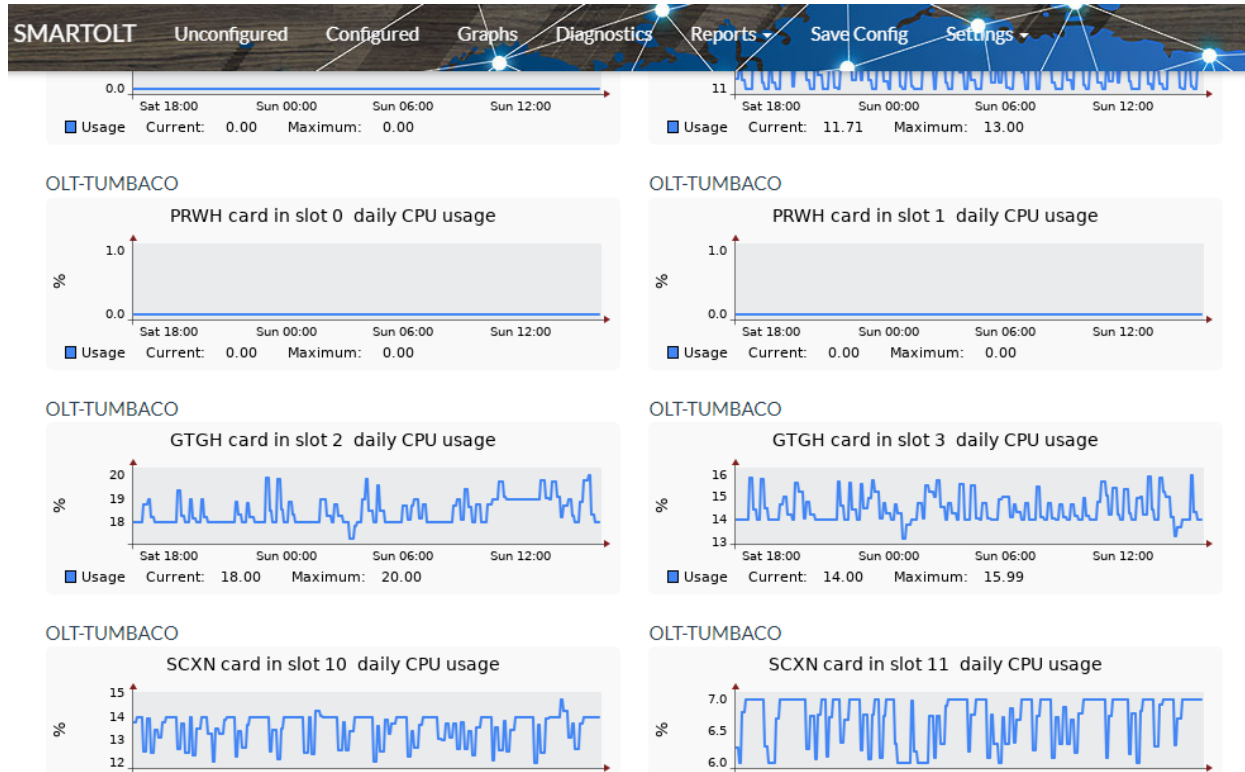 SMARTOLT Unconfigured Configured Graphs Diagnostics Reports Save Config Settings
0.0
Sat 18:00 Sun 00:00 Sun 06:00 Sun 12:00
Usage Current: 0.00 Maximum: 0.00
11
Sat 18:00 Sun 00:00 Sun 06:00 Sun 12:00
Usage Current: 11.71 Maximum: 13.00
OLT-TUMBACO
PRWH card in slot 0 daily CPU usage
1.0
%
0.0
Sat 18:00 Sun 00:00 Sun 06:00 Sun 12:00
Usage Current: 0.00 Maximum: 0.00
OLT-TUMBACO
PRWH card in slot 1 daily CPU usage
1.0
%
0.0
Sat 18:00 Sun 00:00 Sun 06:00 Sun 12:00
Usage Current: 0.00 Maximum: 0.00
OLT-TUMBACO
GTGH card in slot 2 daily CPU usage
20
19
%
18
Sat 18:00 Sun 00:00 Sun 06:00 Sun 12:00
Usage Current: 18.00 Maximum: 20.00
OLT-TUMBACO
GTGH card in slot 3 daily CPU usage
16
15
%
14
13
Sat 18:00 Sun 00:00 Sun 06:00 Sun 12:00
Usage Current: 14.00 Maximum: 15.99
OLT-TUMBACO
SCXN card in slot 10 daily CPU usage
15
14
%
13
12
OLT-TUMBACO
SCXN card in slot 11 daily CPU usage
7.0
%
6.5
6.0